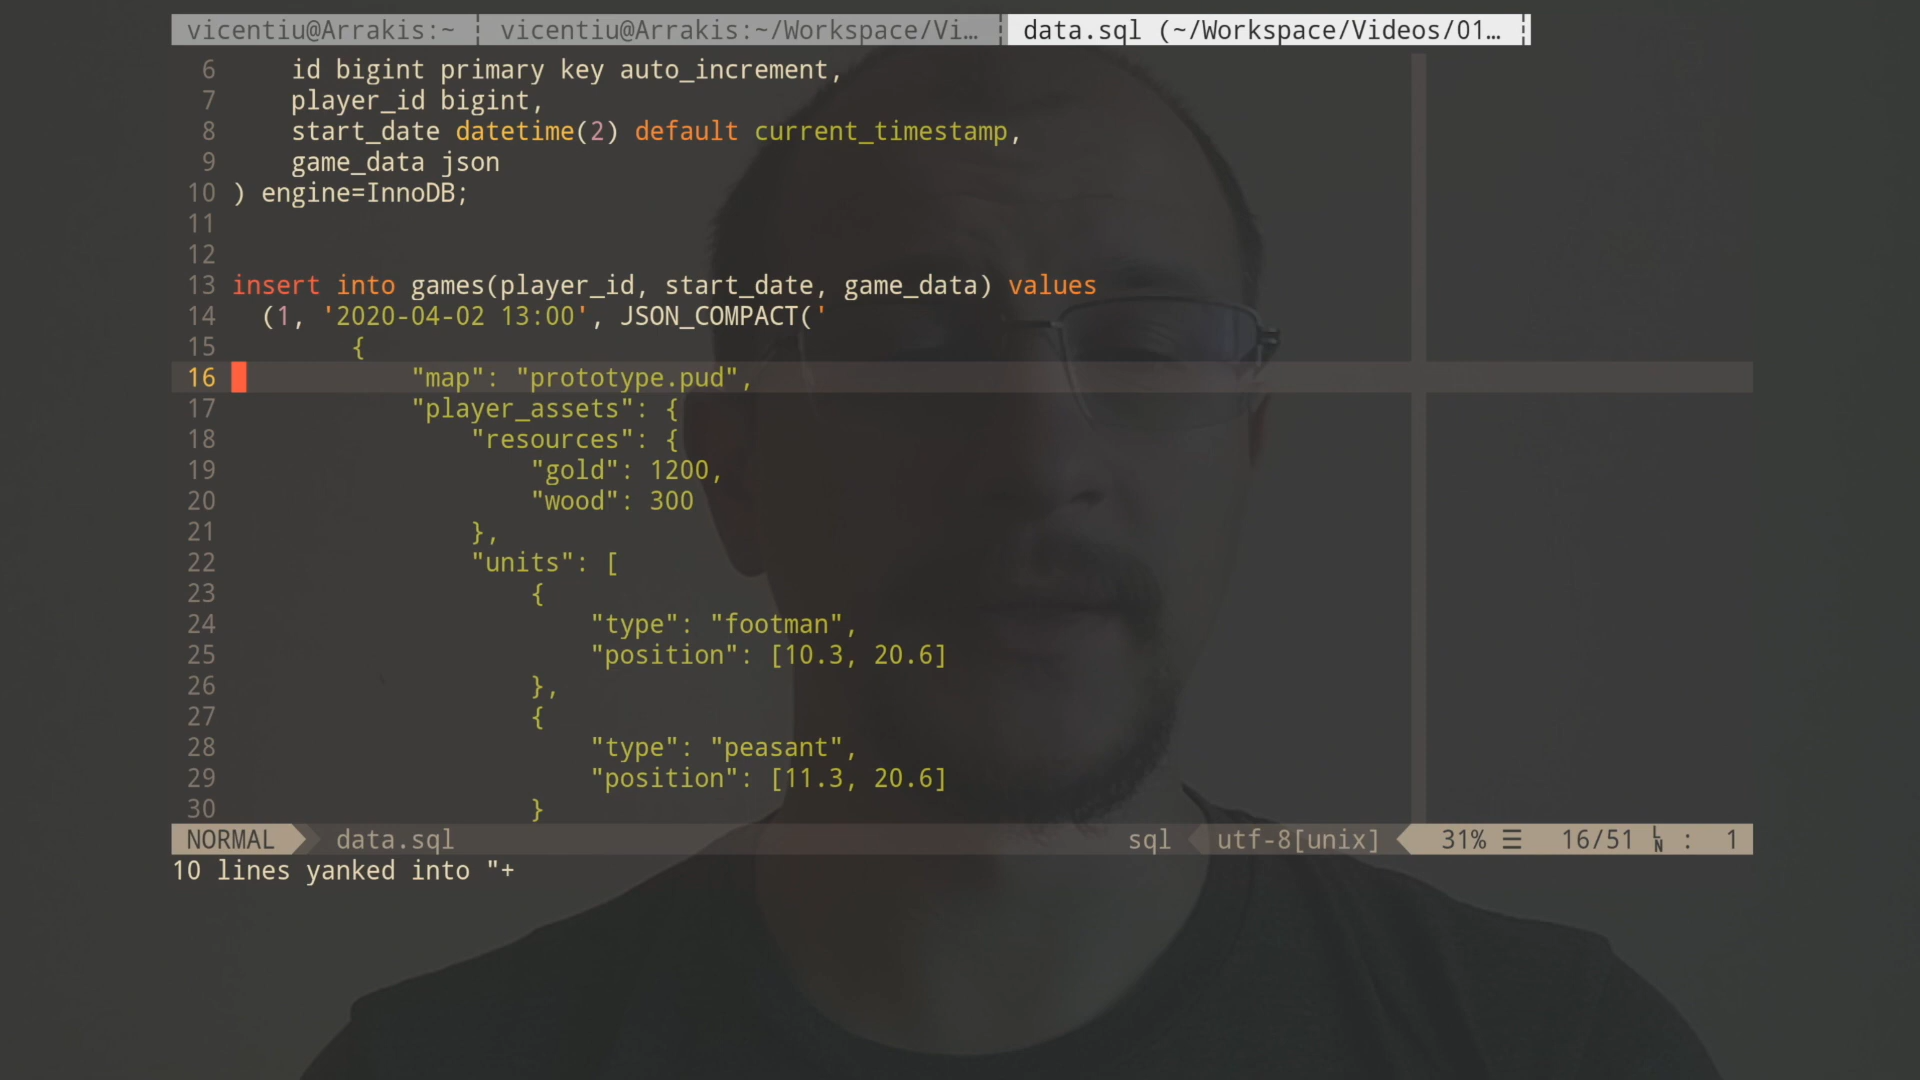 vicentiu@Arrakis:~ ¦ vicentiu@Arrakis:~/Workspace/Vi… ¦ data.sql (~/Workspace/Videos/01… ¦
6 id bigint primary key auto_increment,
7 player_id bigint,
8 start_date datetime(2) default current_timestamp,
9 game_data json
10 ) engine=InnoDB;
11
12
13 insert into games(player_id, start_date, game_data) values
14 (1, '2020-04-02 13:00', JSON_COMPACT('
15 {
16 "map": "prototype.pud",
17 "player_assets": {
18 "resources": {
19 "gold": 1200,
20 "wood": 300
21 },
22 "units": [
23 {
24 "type": "footman",
25 "position": [10.3, 20.6]
26 },
27 {
28 "type": "peasant",
29 "position": [11.3, 20.6]
30 }
NORMAL data.sql sql utf-8[unix] 31% ☰ 16/51 ␤ : 1
10 lines yanked into "+